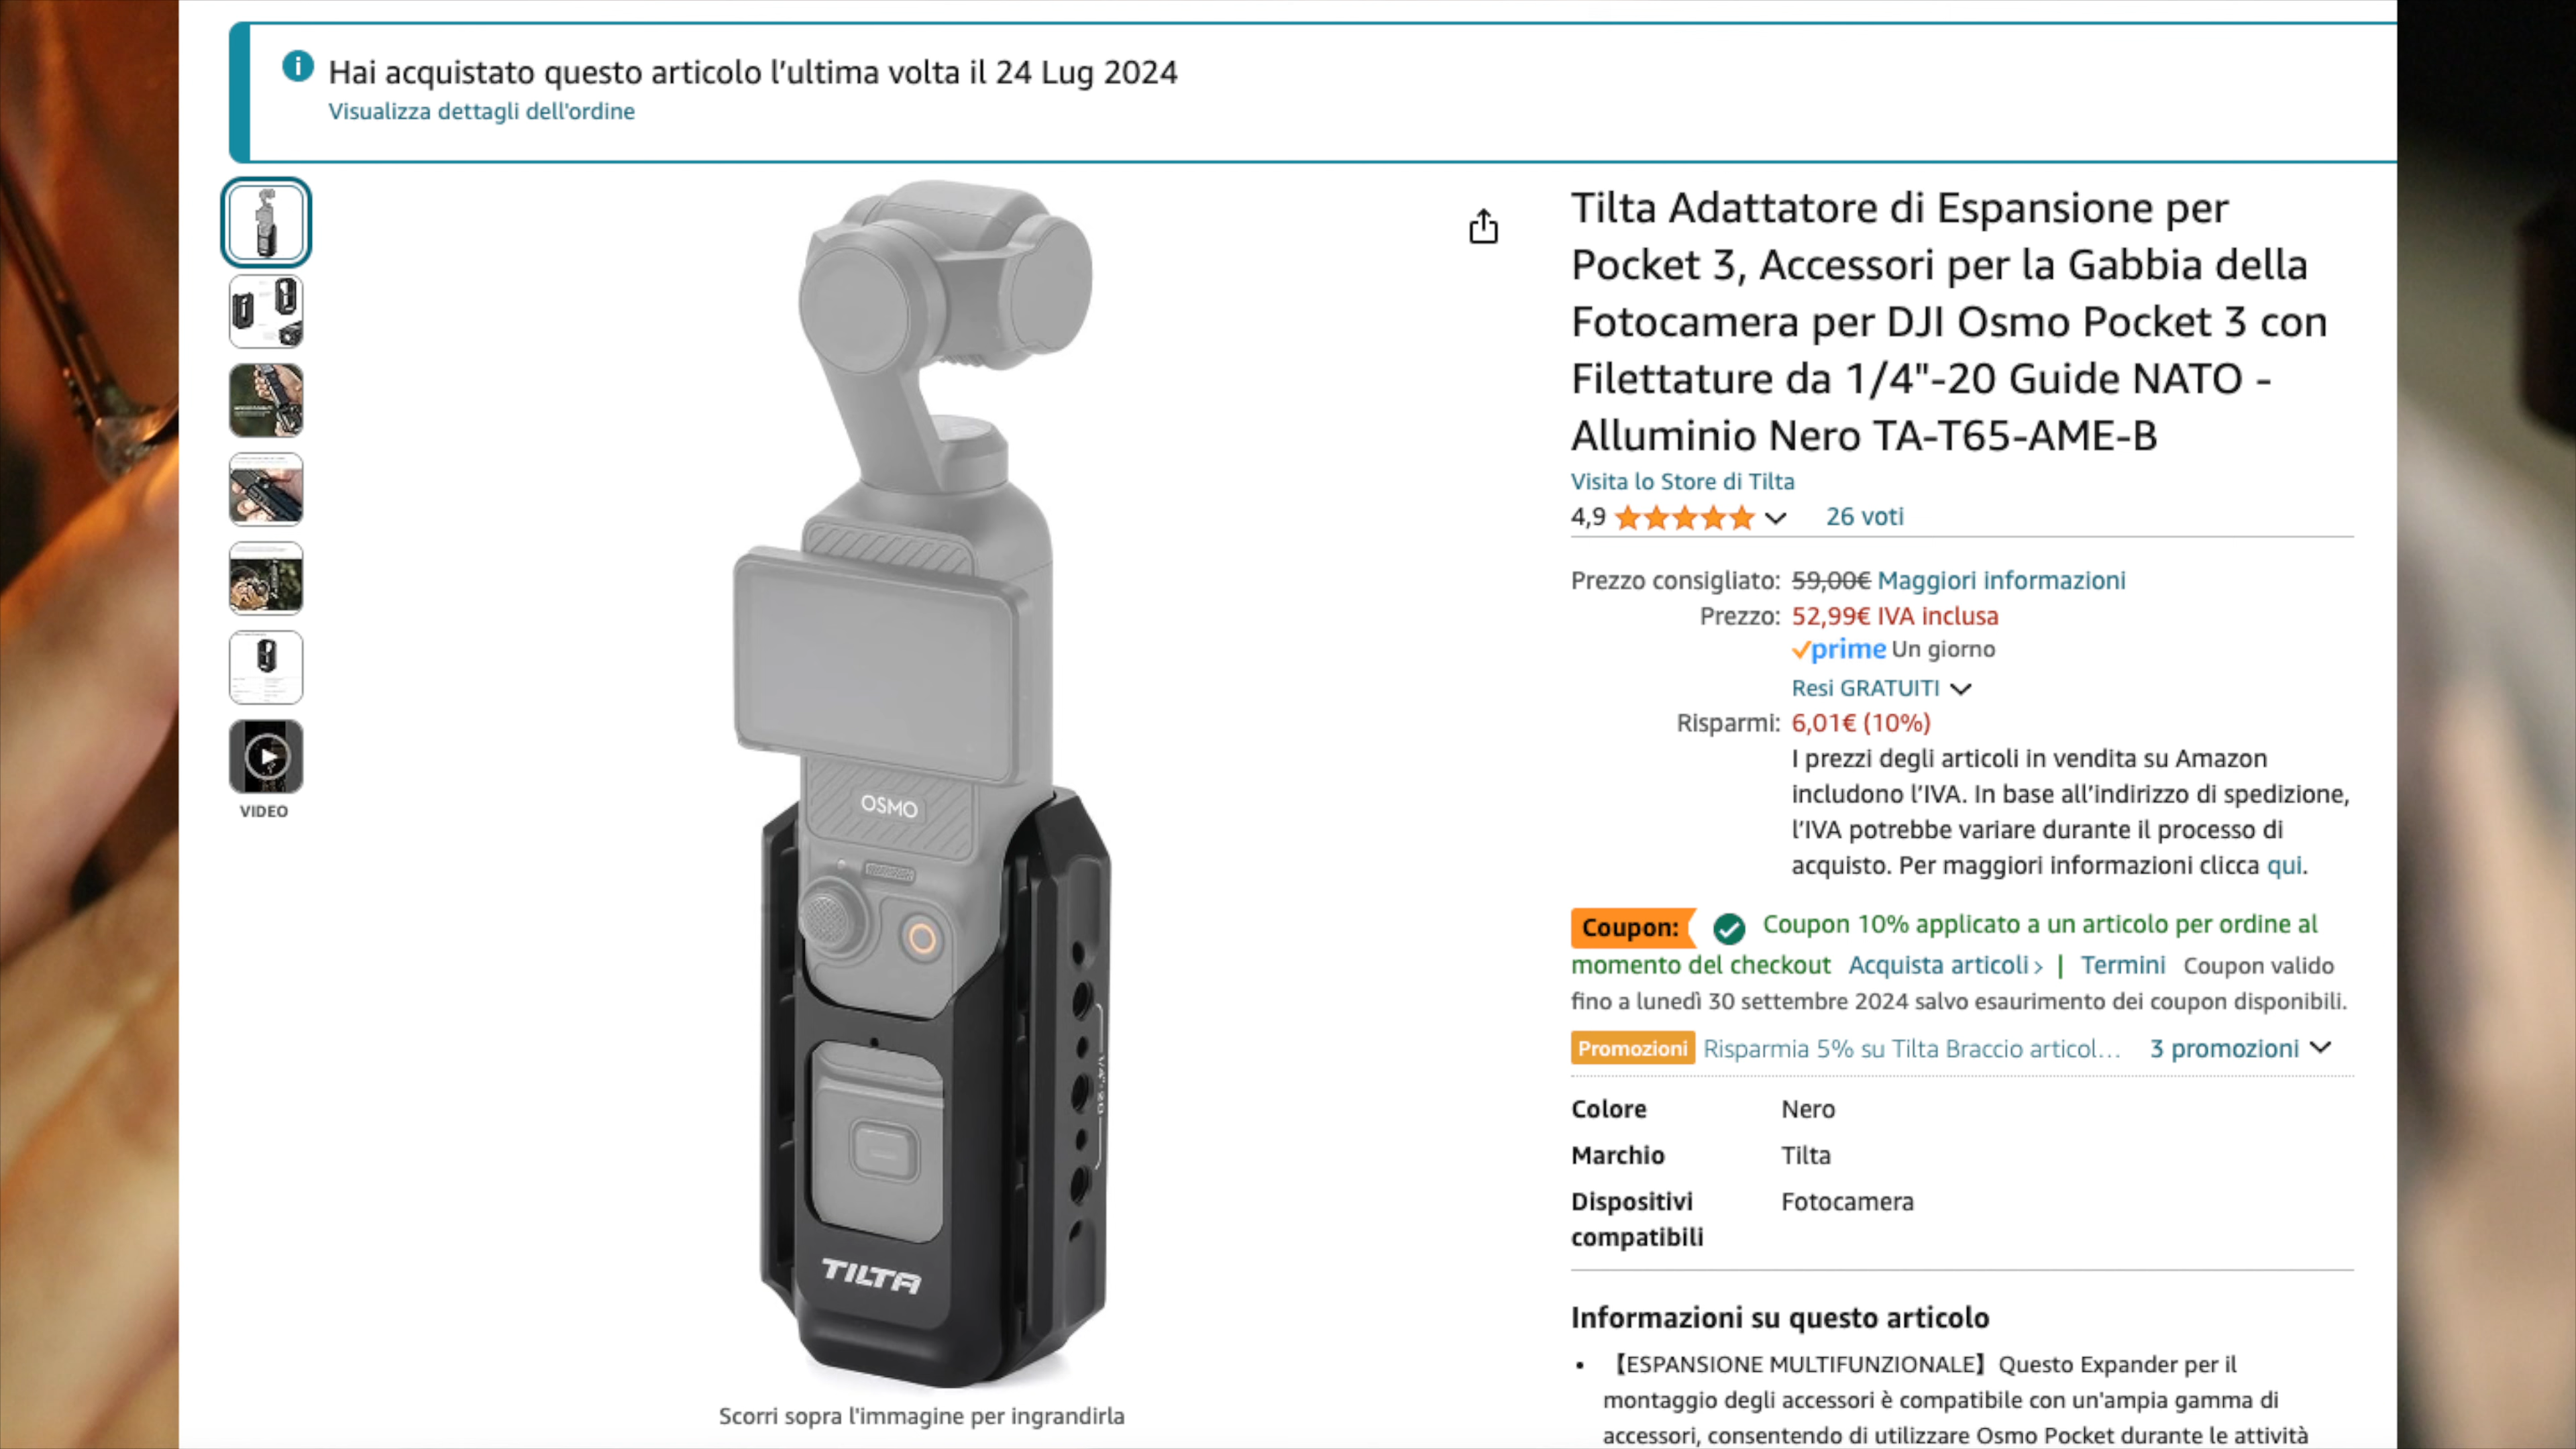 Hai acquistato questo articolo l'ultima volta il 24 Lug 2024
Visualizza dettagli dell'ordine
VIDEO
OSMO
1/4"-20
TILTA
Scorri sopra l'immagine per ingrandirla
Tilta Adattatore di Espansione per
Pocket 3, Accessori per la Gabbia della
Fotocamera per DJI Osmo Pocket 3 con
Filettature da 1/4"-20 Guide NATO -
Alluminio Nero TA-T65-AME-B
Visita lo Store di Tilta
4,9 26 voti
Prezzo consigliato: 59,00€ Maggiori informazioni
Prezzo: 52,99€ IVA inclusa
prime Un giorno
Resi GRATUITI
Risparmi: 6,01€ (10%)
I prezzi degli articoli in vendita su Amazon
includono l'IVA. In base all'indirizzo di spedizione,
l'IVA potrebbe variare durante il processo di
acquisto. Per maggiori informazioni clicca qui.
Coupon: Coupon 10% applicato a un articolo per ordine al
momento del checkout Acquista articoli › | Termini Coupon valido
fino a lunedì 30 settembre 2024 salvo esaurimento dei coupon disponibili.
Promozioni Risparmia 5% su Tilta Braccio articol... 3 promozioni
Colore Nero
Marchio Tilta
Dispositivi Fotocamera
compatibili
Informazioni su questo articolo
• 【ESPANSIONE MULTIFUNZIONALE】Questo Expander per il
montaggio degli accessori è compatibile con un'ampia gamma di
accessori, consentendo di utilizzare Osmo Pocket durante le attività